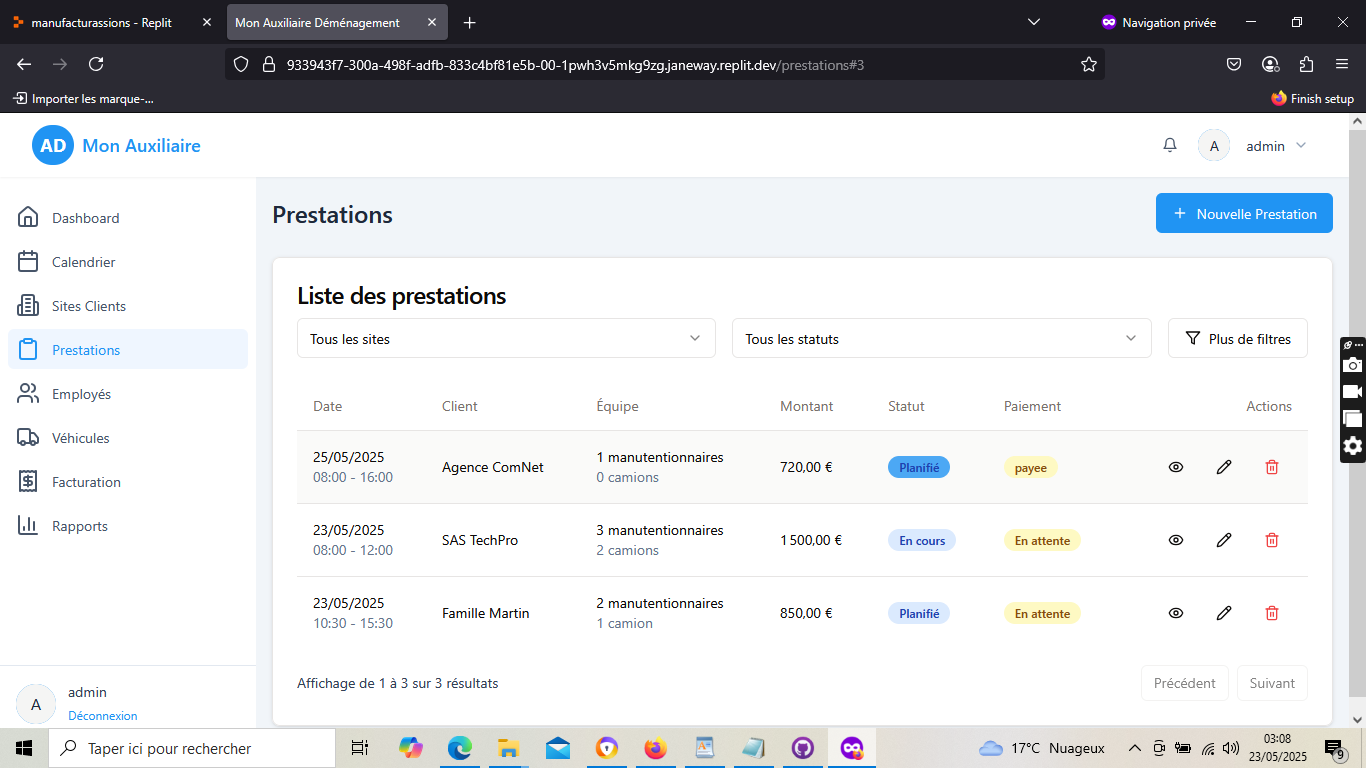 manufacturassions - Replit
Mon Auxiliaire Déménagement
Navigation privée
933943f7-300a-498f-adfb-833c4bf81e5b-00-1pwh3v5mkg9zg.janeway.replit.dev/prestations#3
Importer les marque-...
Finish setup
AD Mon Auxiliaire
A admin
Dashboard
Calendrier
Sites Clients
Prestations
Employés
Véhicules
Facturation
Rapports
A admin
Déconnexion
Prestations
+ Nouvelle Prestation
Liste des prestations
Tous les sites
Tous les statuts
Plus de filtres
Date Client Équipe Montant Statut Paiement Actions
25/05/2025 1 manutentionnaires
Agence ComNet 720,00 € Planifié payee
08:00 - 16:00 0 camions
23/05/2025 3 manutentionnaires
SAS TechPro 1 500,00 € En cours En attente
08:00 - 12:00 2 camions
23/05/2025 2 manutentionnaires
Famille Martin 850,00 € Planifié En attente
10:30 - 15:30 1 camion
Affichage de 1 à 3 sur 3 résultats
Précédent Suivant
Taper ici pour rechercher
17°C Nuageux
03:08
23/05/2025
9